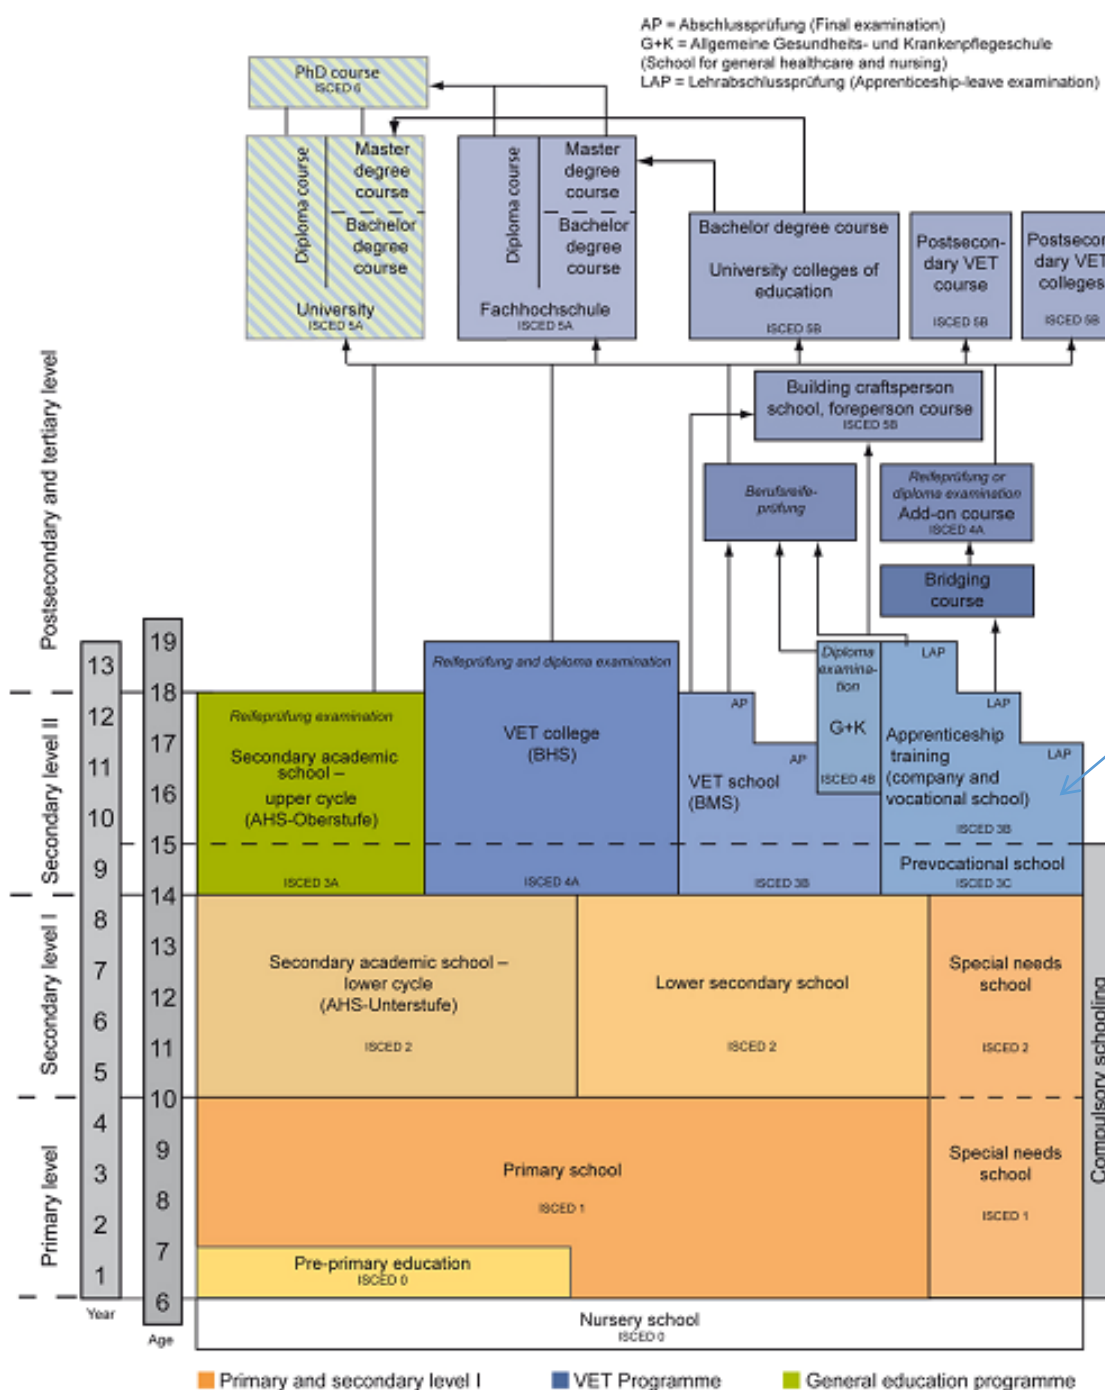 AP = Abschlussprüfung (Final examination)
G+K = Allgemeine Gesundheits- und Krankenpflegeschule
(School for general healthcare and nursing)
LAP = Lehrabschlussprüfung (Apprenticeship-leave examination)
PhD course
ISCED 6
Diploma course
Master
degree
course
Bachelor
degree
course
University
ISCED 5A
Diploma course
Master
degree
course
Bachelor
degree
course
Fachhochschule
ISCED 5A
Bachelor degree course
University colleges of
education
ISCED 5B
Postsecon-
dary VET
course
ISCED 5B
Postsecon
dary VET
colleges
ISCED 5B
Building craftsperson
school, foreperson course
ISCED 5B
Berufsreife-
prüfung
Reifeprüfung or
diploma examination
Add-on course
ISCED 4A
Bridging
course
Postsecondary and tertiary level
Secondary level II
Secondary level I
Primary level
13
12
11
10
9
8
7
6
5
4
3
2
1
Year
19
18
17
16
15
14
13
12
11
10
9
8
7
6
Age
Reifeprüfung examination
Secondary academic
school –
upper cycle
(AHS-Oberstufe)
ISCED 3A
Reifeprüfung and diploma examination
VET college
(BHS)
ISCED 4A
AP
AP
VET school
(BMS)
ISCED 3B
Diploma
examina-
tion
G+K
ISCED 4B
LAP
LAP
LAP
Apprenticeship
training
(company and
vocational school)
ISCED 3B
Prevocational school
ISCED 3C
Secondary academic school –
lower cycle
(AHS-Unterstufe)
ISCED 2
Lower secondary school
ISCED 2
Special needs
school
ISCED 2
Primary school
ISCED 1
Special needs
school
ISCED 1
Pre-primary education
ISCED 0
Nursery school
ISCED 0
Compulsory schooling
Primary and secondary level I
VET Programme
General education programme